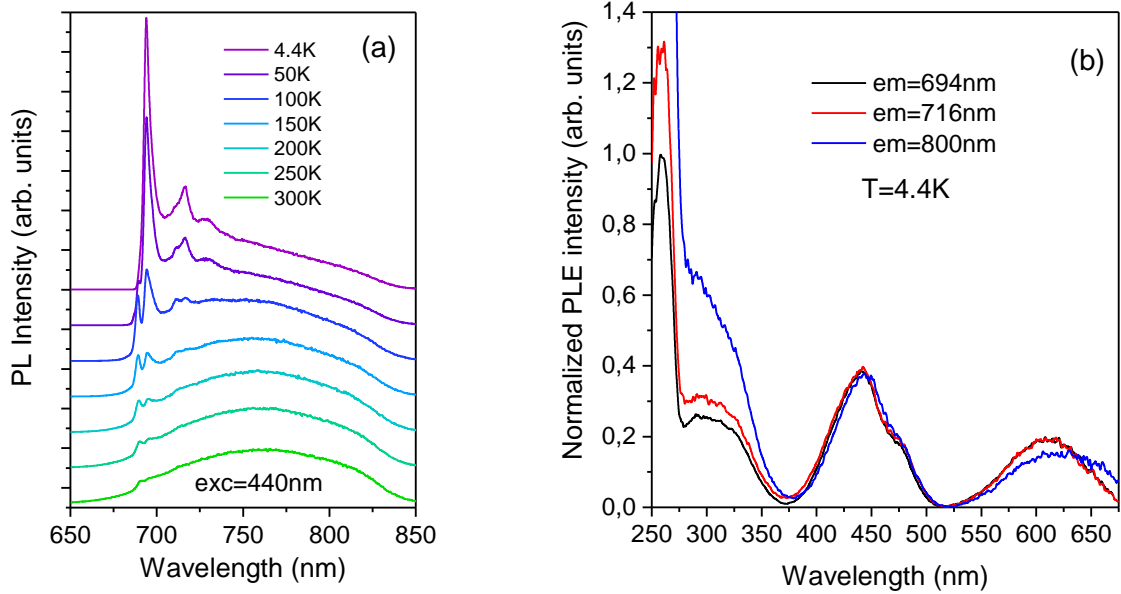 (a)
4.4K
50K
100K
150K
200K
250K
300K
exc=440nm
PL Intensity (arb. units)
650 700 750 800 850
Wavelength (nm)
(b)
em=694nm
em=716nm
em=800nm
T=4.4K
1,4
1,2
1,0
0,8
0,6
0,4
0,2
0,0
Normalized PLE intensity (arb. units)
250 300 350 400 450 500 550 600 650
Wavelength (nm)